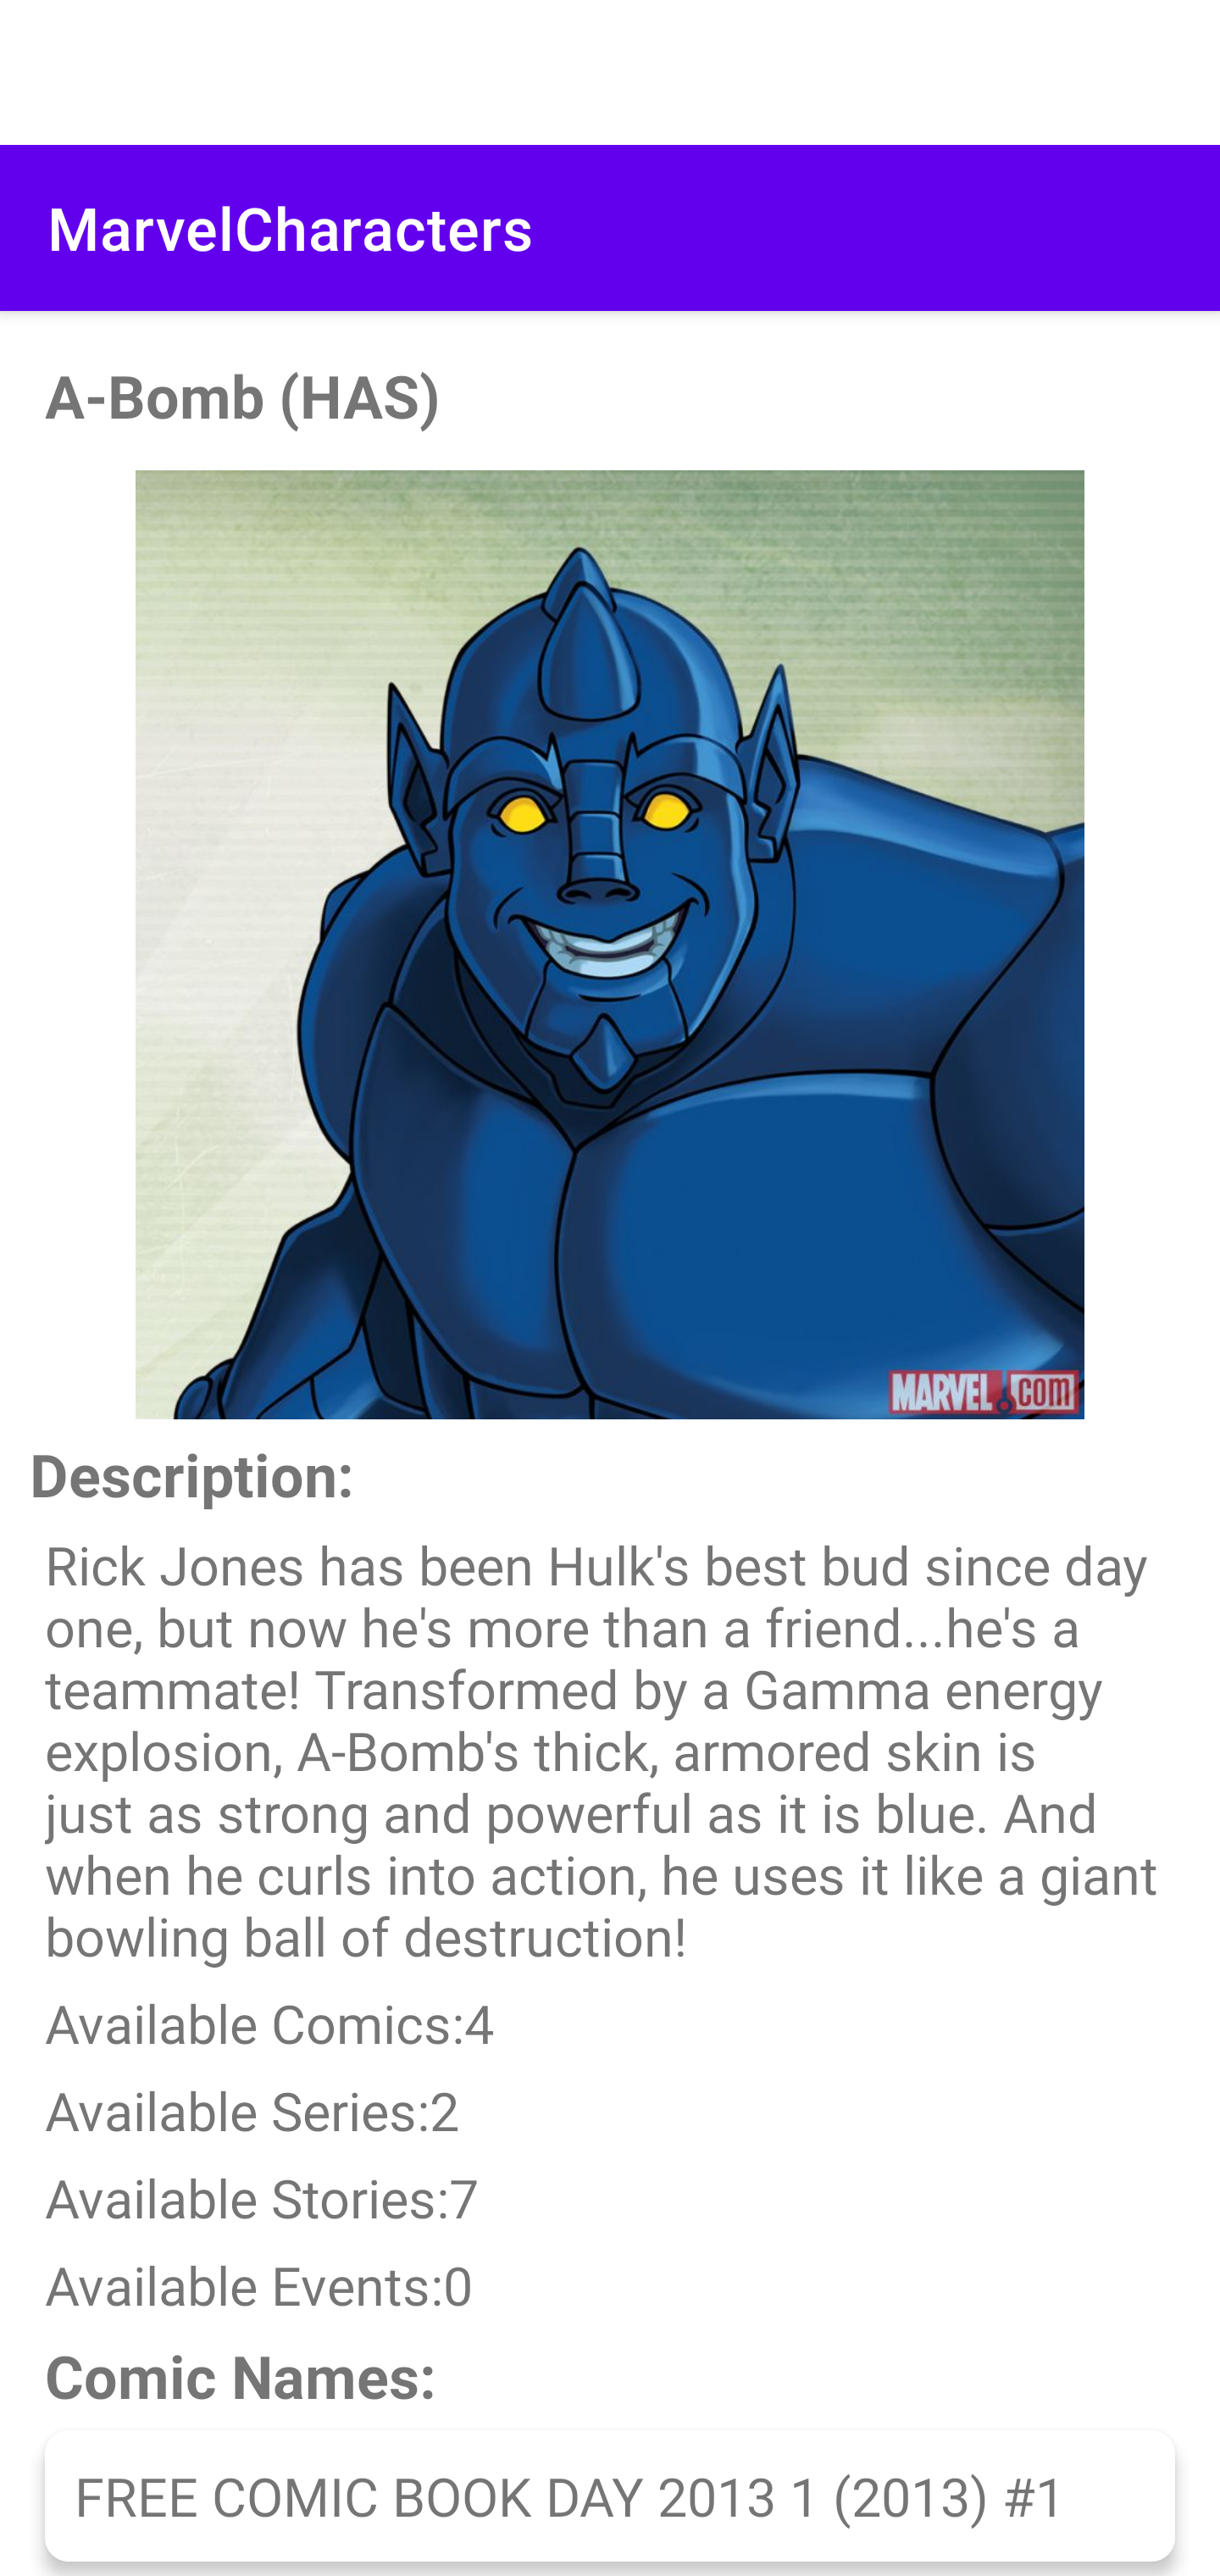 MarvelCharacters
A-Bomb (HAS)
MARVEL.COM
Description:
Rick Jones has been Hulk's best bud since day
one, but now he's more than a friend...he's a
teammate! Transformed by a Gamma energy
explosion, A-Bomb's thick, armored skin is
just as strong and powerful as it is blue. And
when he curls into action, he uses it like a giant
bowling ball of destruction!
Available Comics:4
Available Series:2
Available Stories:7
Available Events:0
Comic Names:
FREE COMIC BOOK DAY 2013 1 (2013) #1